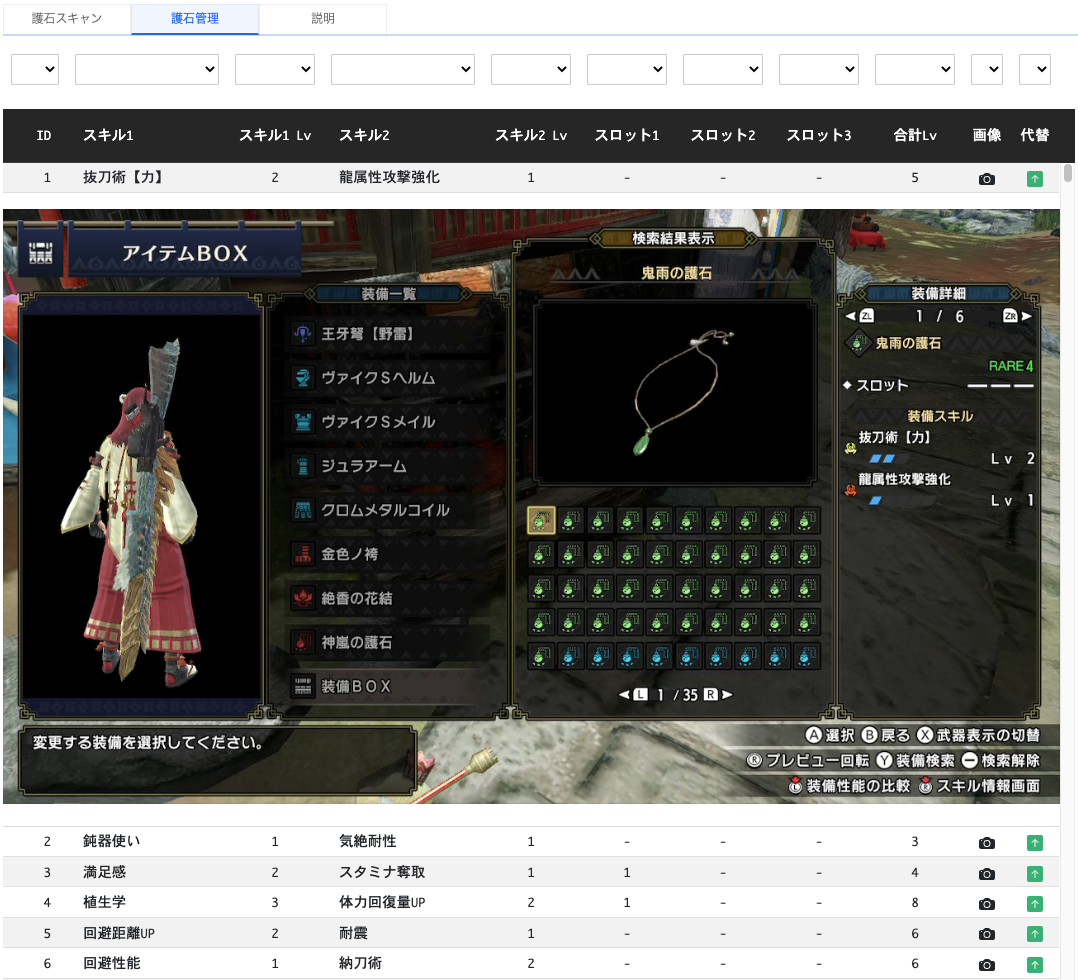 護石スキャン 護石管理 説明
ID スキル1 スキル1 Lv スキル2 スキル2 Lv スロット1 スロット2 スロット3 合計Lv 画像 代替
1 抜刀術【力】 2 龍属性攻撃強化 1 - - - 5
アイテムBOX
装備一覧
王牙弩【野雷】
ヴァイクSヘルム
ヴァイクSメイル
ジュラアーム
クロムメタルコイル
金色ノ袴
絶香の花結
神嵐の護石
装備BOX
検索結果表示
鬼雨の護石
L 1 / 35 R
装備詳細
ZL 1 / 6 ZR
鬼雨の護石
RARE 4
スロット
装備スキル
抜刀術【力】
Lv 2
龍属性攻撃強化
Lv 1
変更する装備を選択してください。
A 選択 B 戻る X 武器表示の切替
R プレビュー回転 Y 装備検索 - 検索解除
L 装備性能の比較 R スキル情報画面
2 鈍器使い 1 気絶耐性 1 - - - 3
3 満足感 2 スタミナ奪取 1 1 - - 4
4 植生学 3 体力回復量UP 2 1 - - 8
5 回避距離UP 2 耐震 1 - - - 6
6 回避性能 1 納刀術 2 - - - 6